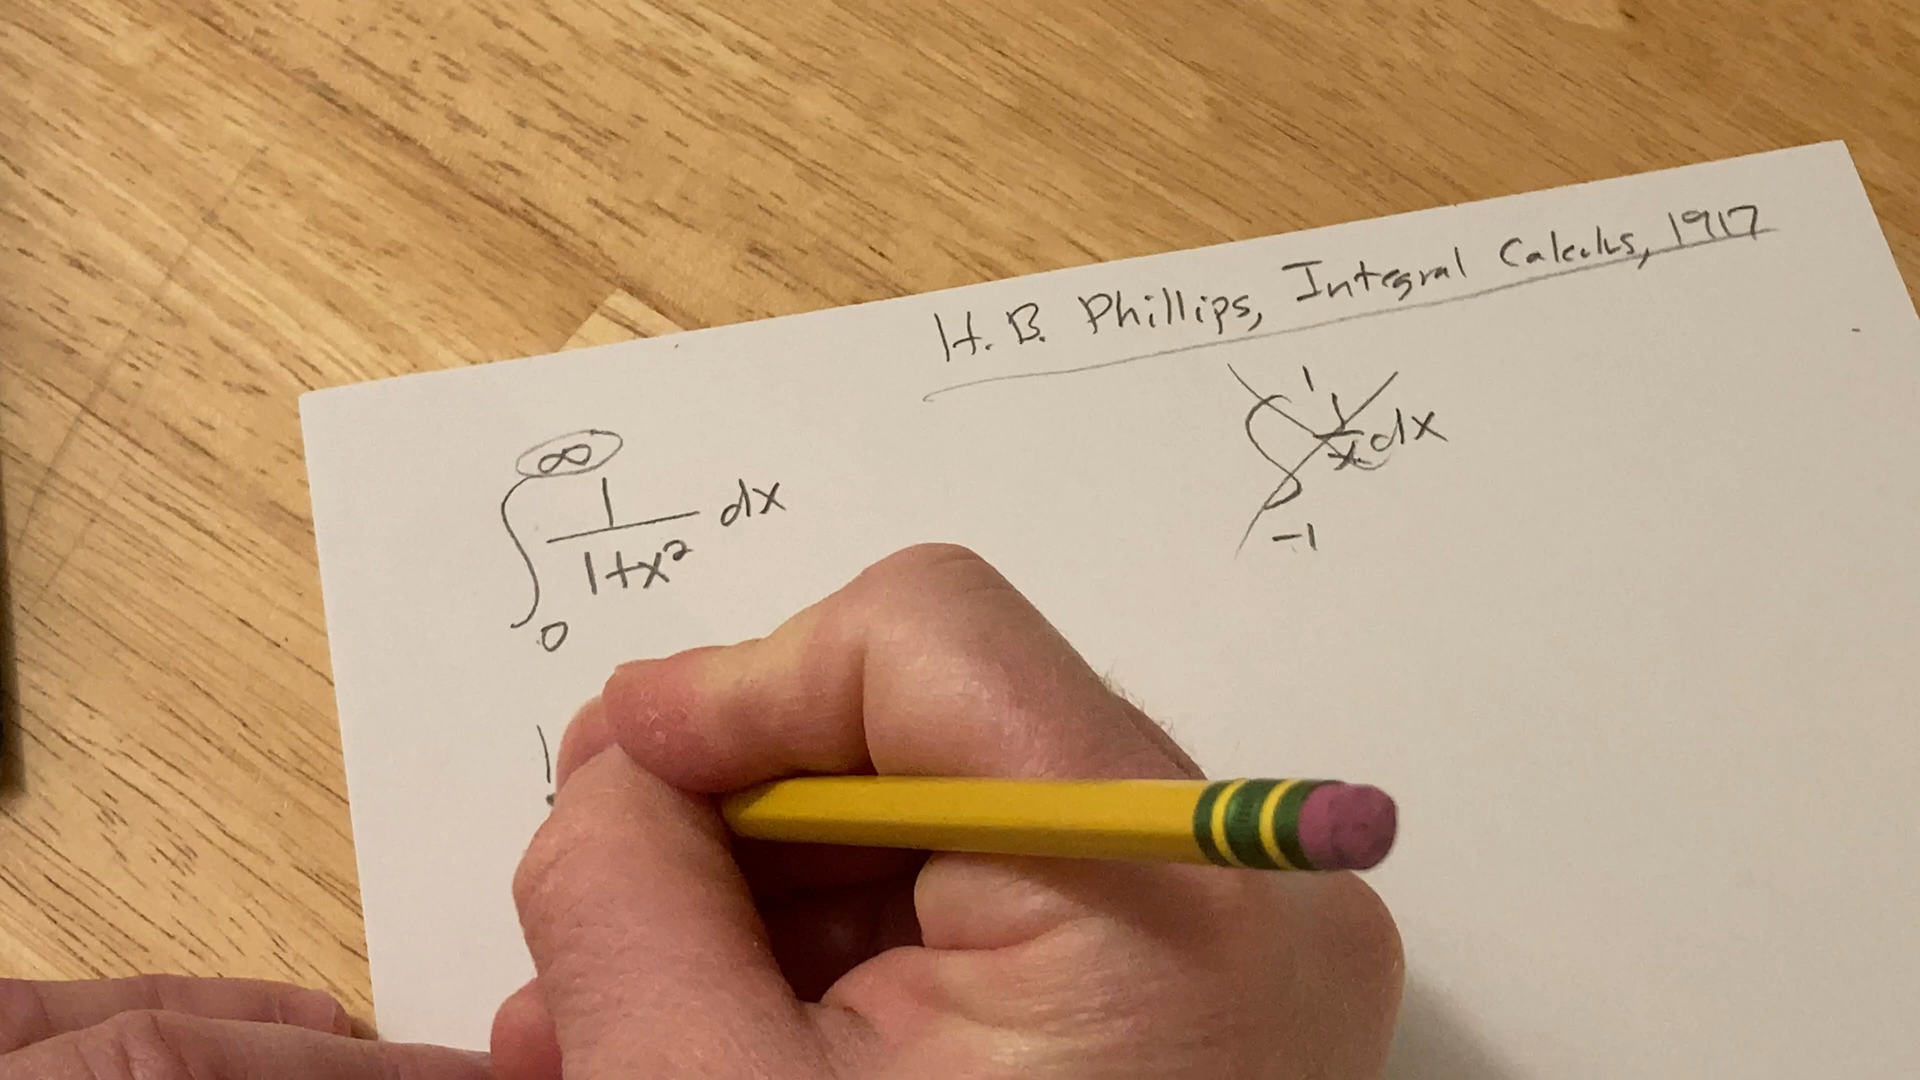 H. B. Phillips, Integral Calculus, 1917
∫₀^∞ 1/(1+x²) dx
∫₋₁^1 1/x dx